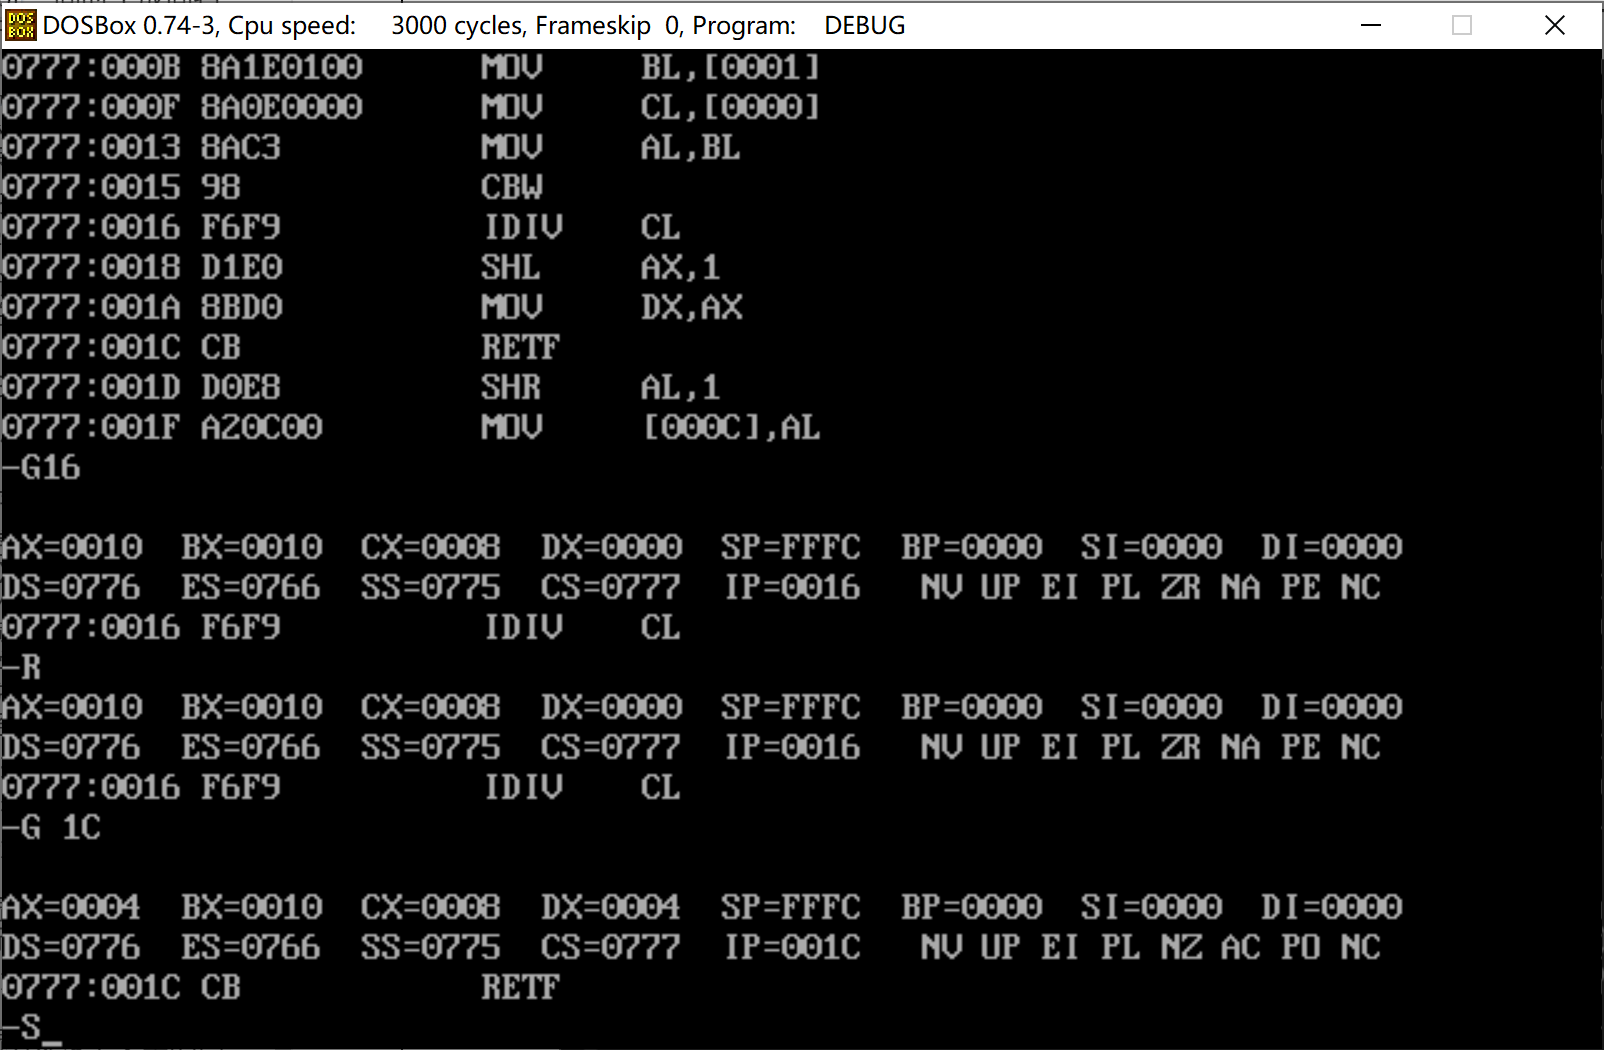 DOSBox 0.74-3, Cpu speed: 3000 cycles, Frameskip 0, Program: DEBUG
0777:000B 8A1E0100 MOV BL,[0001]
0777:000F 8A0E0000 MOV CL,[0000]
0777:0013 8AC3 MOV AL,BL
0777:0015 98 CBW
0777:0016 F6F9 IDIV CL
0777:0018 D1E0 SHL AX,1
0777:001A 8BD0 MOV DX,AX
0777:001C CB RETF
0777:001D D0E8 SHR AL,1
0777:001F A20C00 MOV [000C],AL
-G16
AX=0010 BX=0010 CX=0008 DX=0000 SP=FFFC BP=0000 SI=0000 DI=0000
DS=0776 ES=0766 SS=0775 CS=0777 IP=0016 NV UP EI PL ZR NA PE NC
0777:0016 F6F9 IDIV CL
-R
AX=0010 BX=0010 CX=0008 DX=0000 SP=FFFC BP=0000 SI=0000 DI=0000
DS=0776 ES=0766 SS=0775 CS=0777 IP=0016 NV UP EI PL ZR NA PE NC
0777:0016 F6F9 IDIV CL
-G 1C
AX=0004 BX=0010 CX=0008 DX=0004 SP=FFFC BP=0000 SI=0000 DI=0000
DS=0776 ES=0766 SS=0775 CS=0777 IP=001C NV UP EI PL NZ AC PO NC
0777:001C CB RETF
-S_